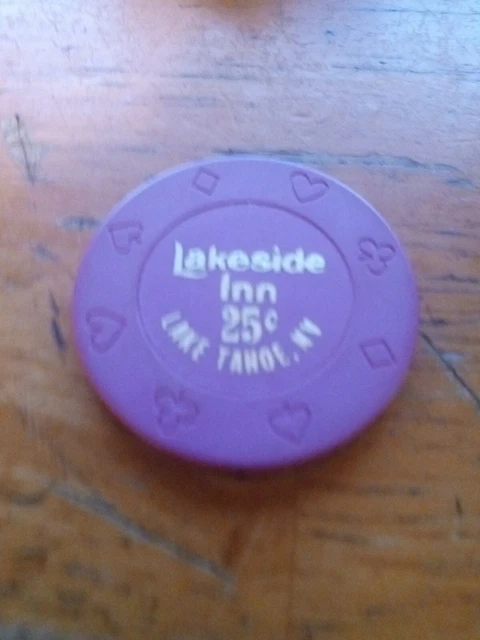 Lakeside
Inn
25¢
LAKE TAHOE, NV